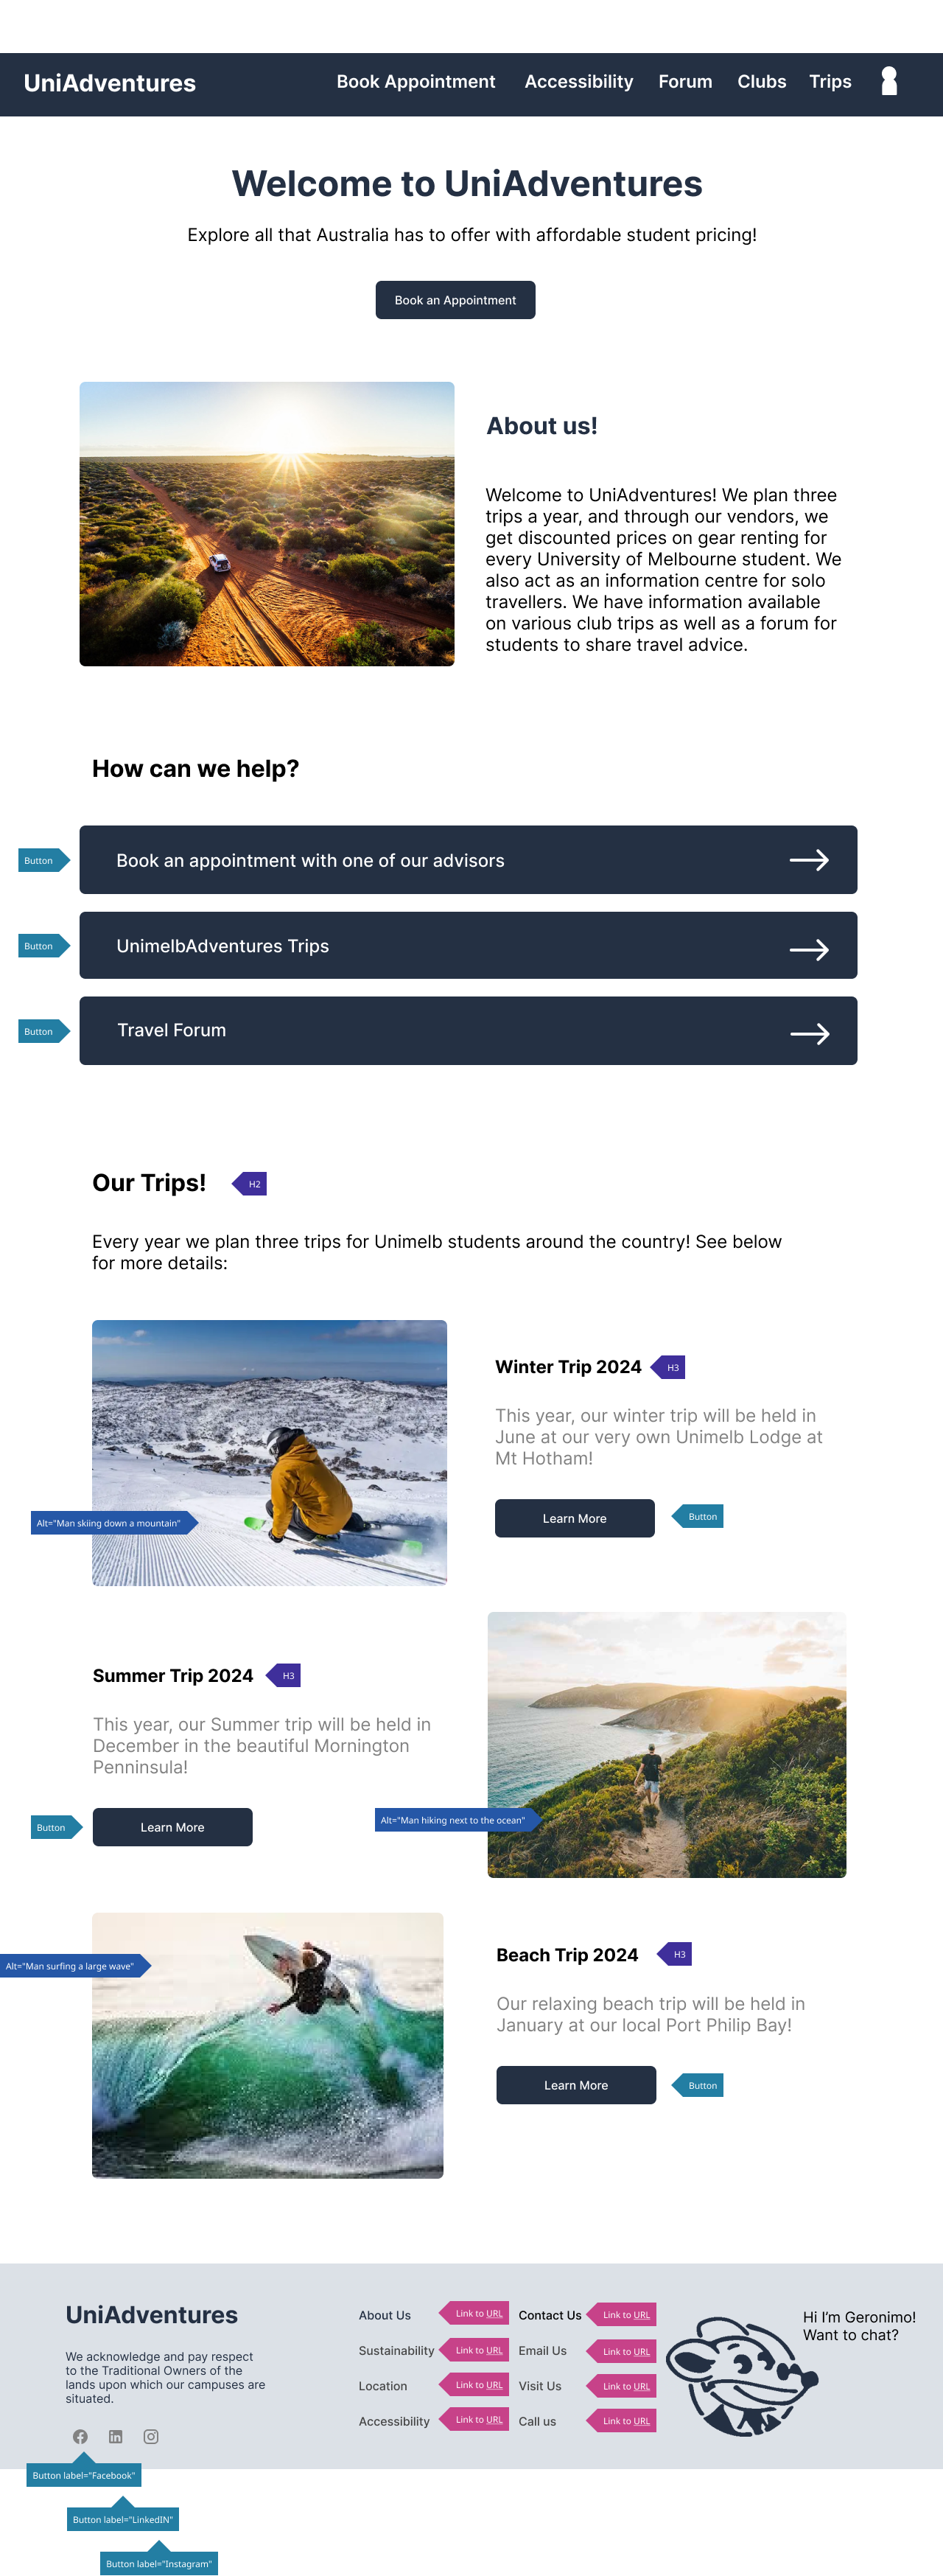 UniAdventures
Book Appointment
Accessibility
Forum
Clubs
Trips
Welcome to UniAdventures
Explore all that Australia has to offer with affordable student pricing!
Book an Appointment
About us!
Welcome to UniAdventures! We plan three
trips a year, and through our vendors, we
get discounted prices on gear renting for
every University of Melbourne student. We
also act as an information centre for solo
travellers. We have information available
on various club trips as well as a forum for
students to share travel advice.
How can we help?
Button
Book an appointment with one of our advisors
Button
UnimelbAdventures Trips
Button
Travel Forum
Our Trips!
H2
Every year we plan three trips for Unimelb students around the country! See below
for more details:
Winter Trip 2024
H3
This year, our winter trip will be held in
June at our very own Unimelb Lodge at
Mt Hotham!
Alt="Man skiing down a mountain"
Learn More
Button
Summer Trip 2024
H3
This year, our Summer trip will be held in
December in the beautiful Mornington
Penninsula!
Button
Learn More
Alt="Man hiking next to the ocean"
Alt="Man surfing a large wave"
Beach Trip 2024
H3
Our relaxing beach trip will be held in
January at our local Port Philip Bay!
Learn More
Button
UniAdventures
We acknowledge and pay respect
to the Traditional Owners of the
lands upon which our campuses are
situated.
About Us
Link to URL
Sustainability
Link to URL
Location
Link to URL
Accessibility
Link to URL
Contact Us
Link to URL
Email Us
Link to URL
Visit Us
Link to URL
Call us
Link to URL
Hi I'm Geronimo!
Want to chat?
Button label="Facebook"
Button label="LinkedIN"
Button label="Instagram"